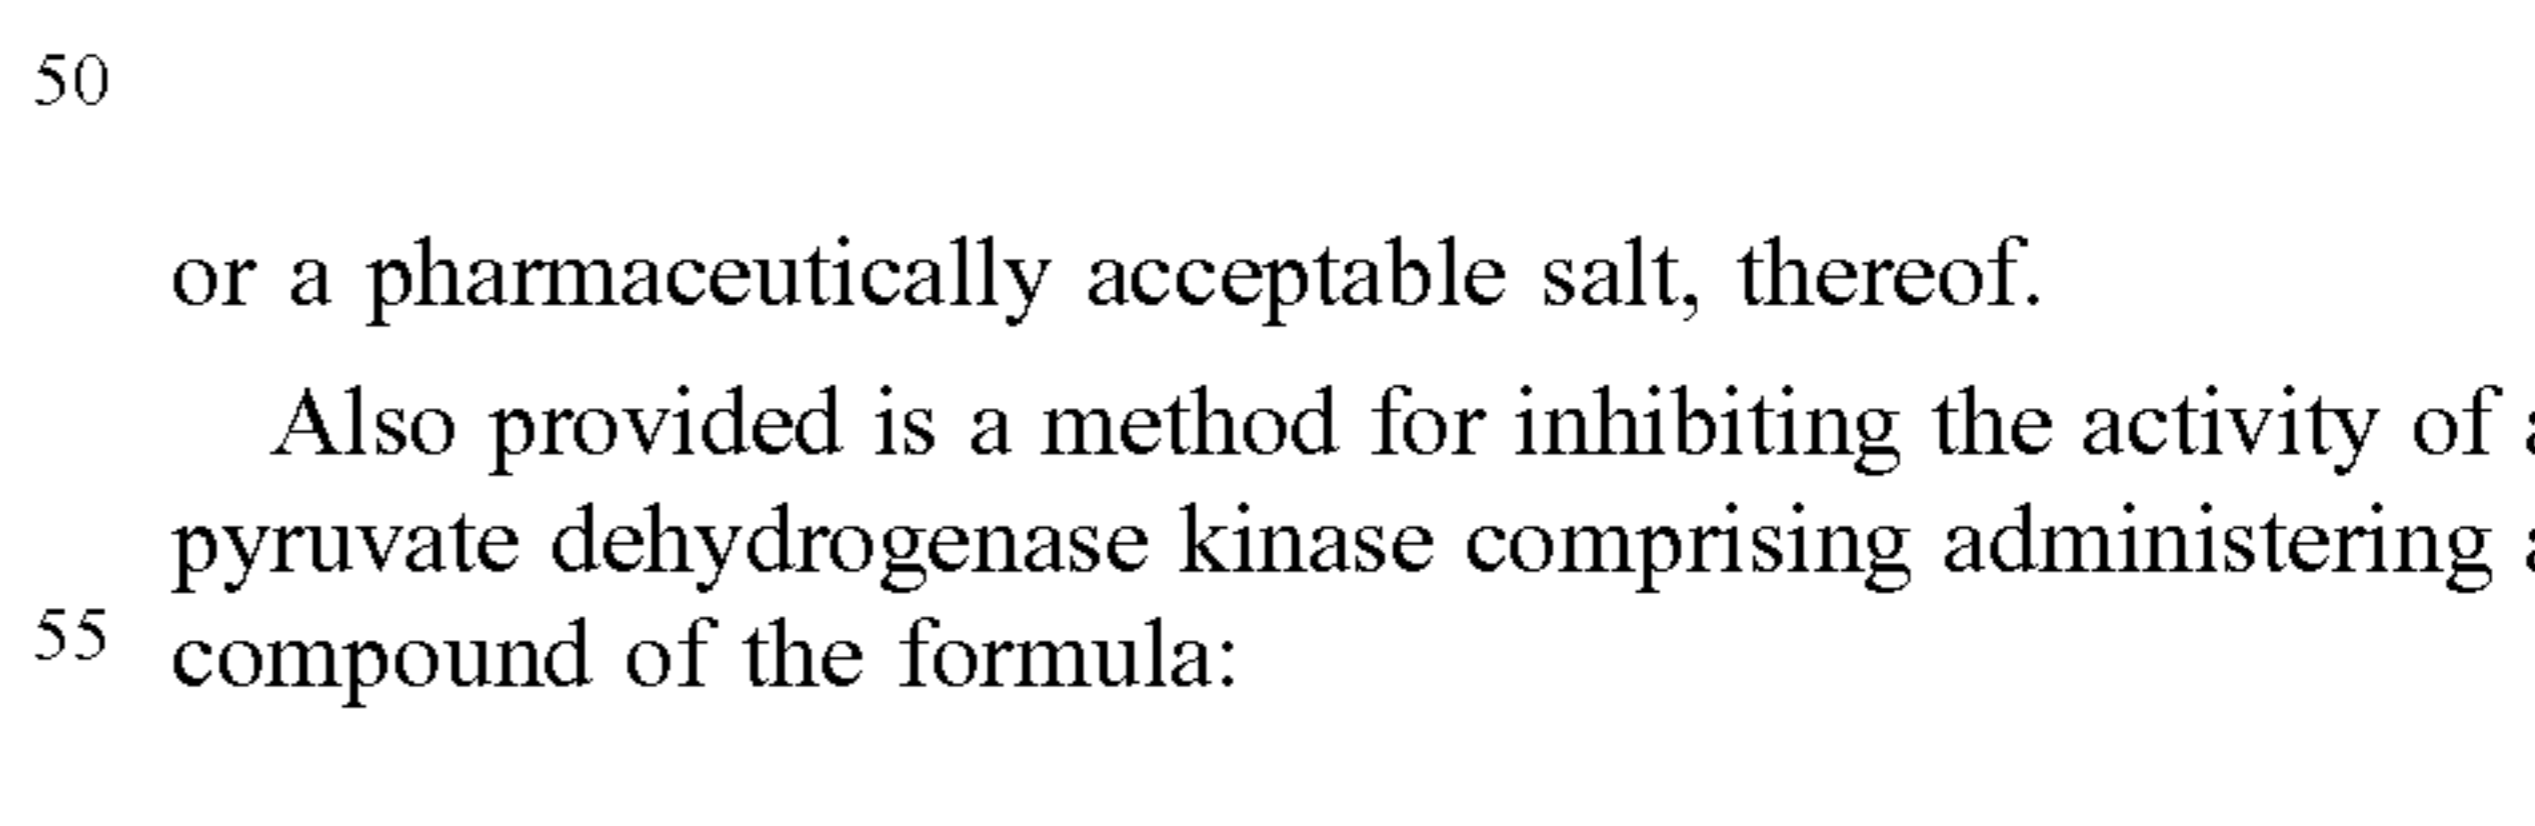 50
or a pharmaceutically acceptable salt, thereof.
Also provided is a method for inhibiting the activity of a
pyruvate dehydrogenase kinase comprising administering a
55 compound of the formula: